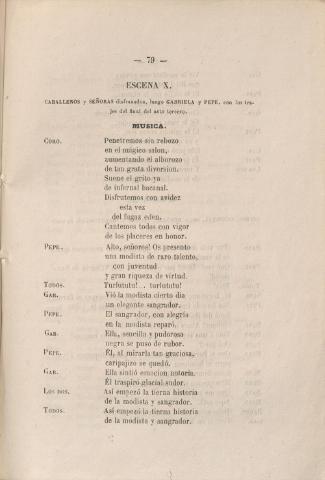 — 79 —
ESCENA X.
CABALLEROS y SEÑORAS disfrazados, luego GABRIELA y PEPE, con los tra-
jes del final del acto tercero.
MUSICA.
CORO. Penetremos sin rebozo
en el mágico salon,
aumentando el alborozo
de tan grata diversion.
Suene el grito ya
de infernal bacanal.
Disfrutemos con avidez
esta vez
del fugaz eden.
Cantemos todos con vigor
de los placeres en honor.
PEPE. Alto, señores! Os presento
una modista de raro talento,
con juventud
y gran riqueza de virtud.
TODOS. Turlututu!... turlututu!
GAB. Vió la modista cierto dia
un elegante sangrador.
PEPE. El sangrador, con alegría
en la modista reparó.
GAB. Ella, sencilla y pudorosa
negra se puso de rubor.
PEPE. Él, al mirarla tan graciosa,
caripajizo se quedó.
GAB. Ella sintió emocion notoria.
PEPE. Él traspiró glacial sudor.
LOS DOS. Así empezó la tierna historia
de la modista y sangrador.
TODOS. Así empezó la tierna historia
de la modista y sangrador.